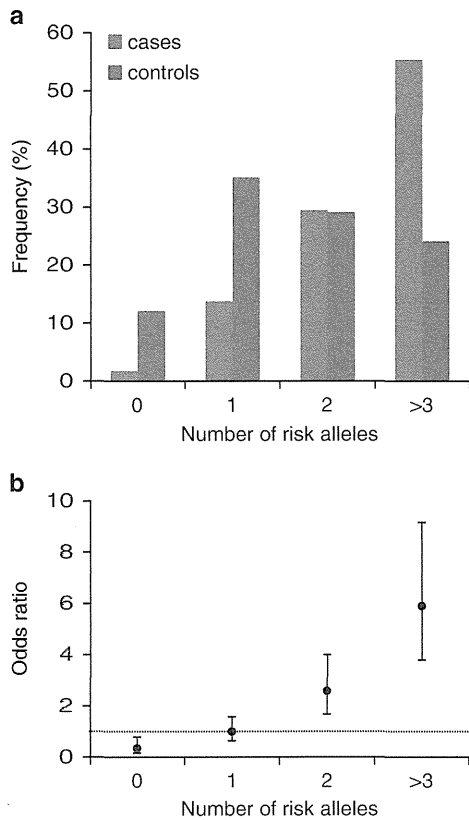 a
60
50
40
30
20
10
0
Frequency (%)
cases
controls
0 1 2 >3
Number of risk alleles
b
10
8
6
4
2
0
Odds ratio
0 1 2 >3
Number of risk alleles